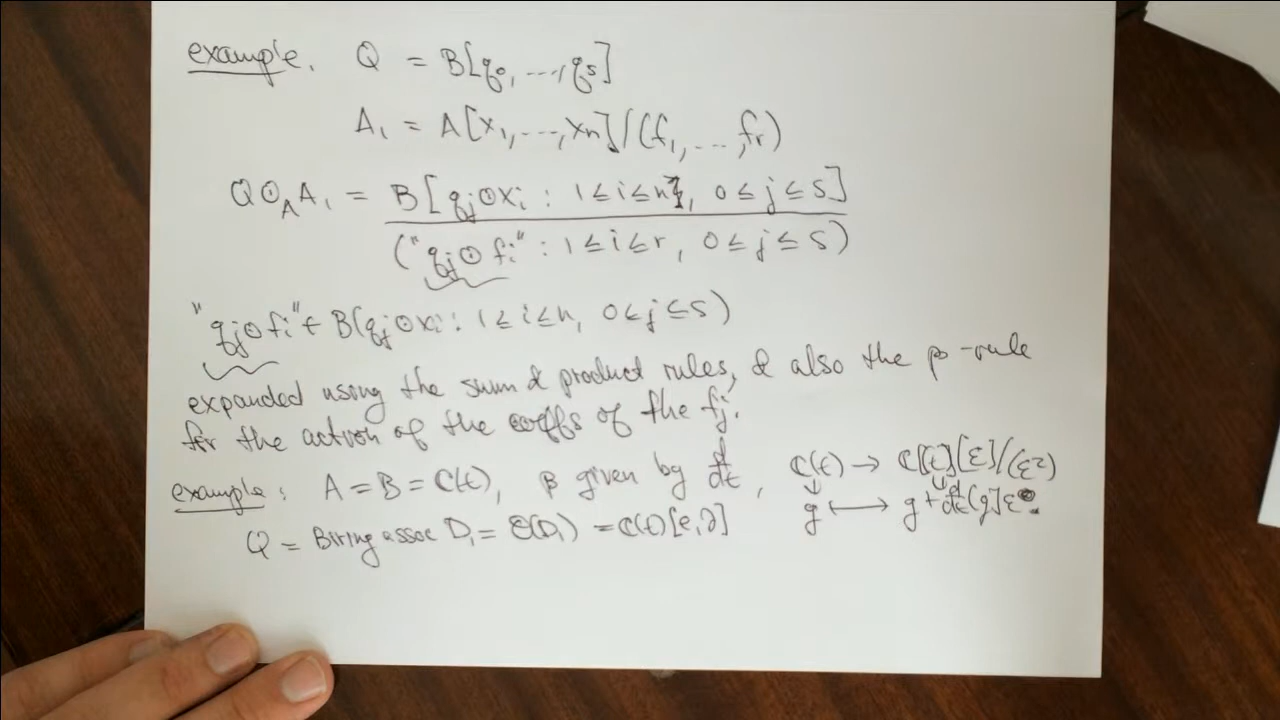 example. Q = B[q₀, ..., qₛ]
A₁ = A[x₁, ..., xₙ]/(f₁, ..., fᵣ)
Q⊙_A A₁ = B[qⱼ⊙xᵢ : 1≤i≤n, 0≤j≤s]
("qⱼ⊙fᵢ" : 1≤i≤r, 0≤j≤s)
"qⱼ⊙fᵢ" ∈ B(qⱼ⊙xᵢ : 1≤i≤n, 0≤j≤s)
expanded using the sum & product rules, & also the β-rule
for the action of the coeffs of the fⱼ.
example: A = B = ℂ(t), β given by d/dt, ℂ(t) → ℂ(t)[ε]/(ε²)
g ⟼ g + d/dt(g)ε.
Q = Biring assoc D₁ = 𝒪(D₁) = ℂ(t)[e,∂]